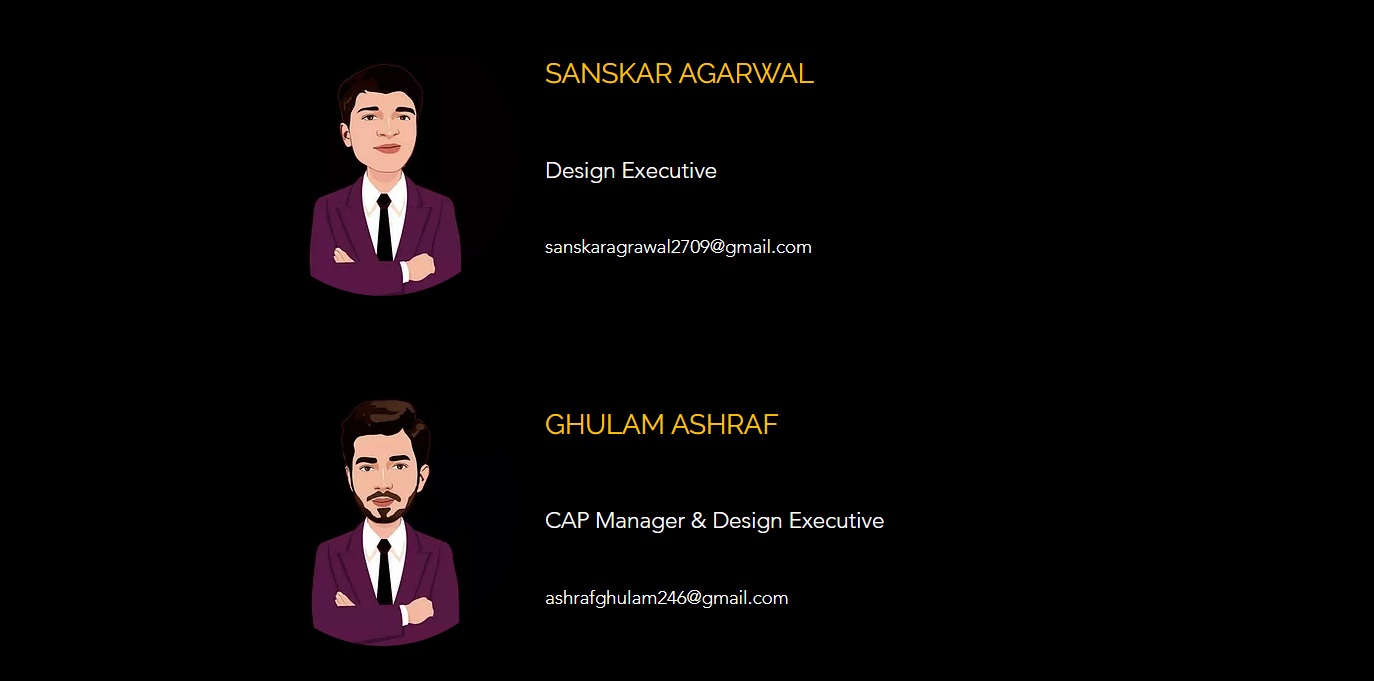 SANSKAR AGARWAL
Design Executive
sanskaragrawal2709@gmail.com
GHULAM ASHRAF
CAP Manager & Design Executive
ashrafghulam246@gmail.com